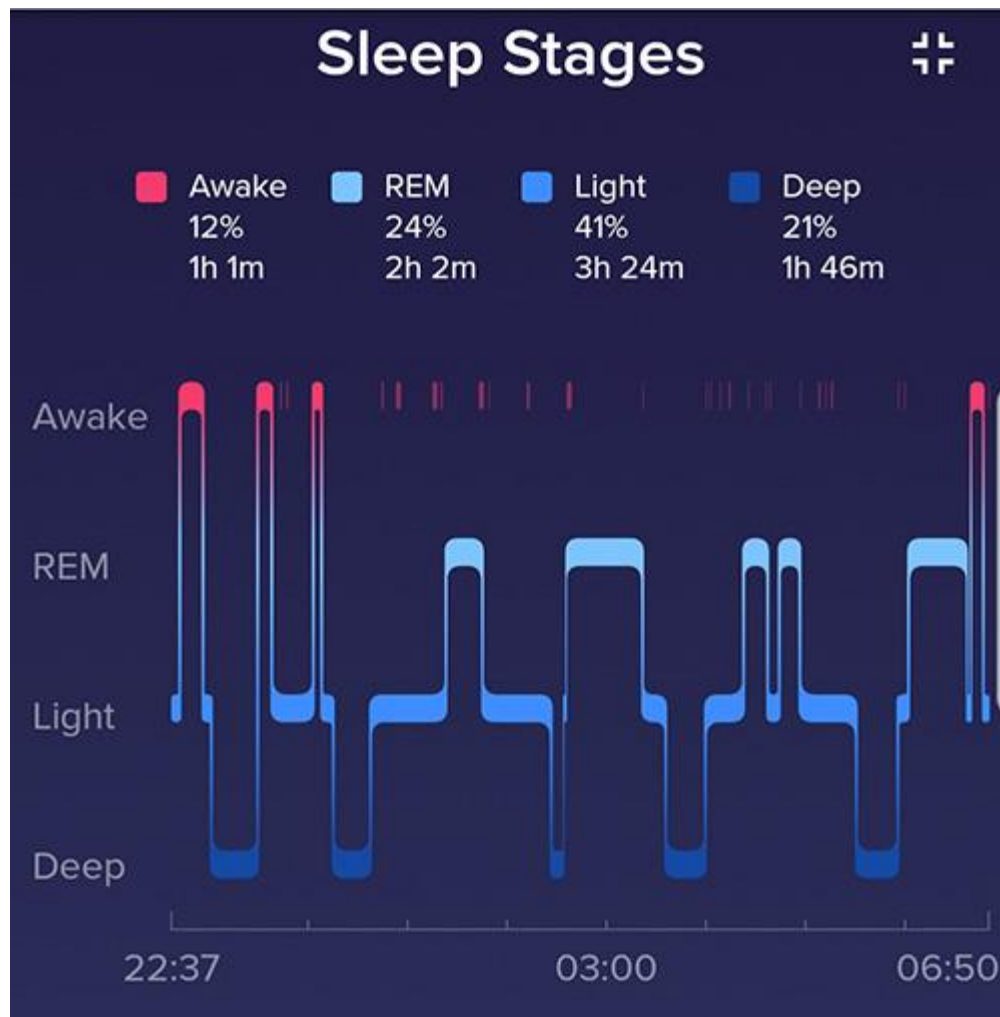 Sleep Stages
Awake REM Light Deep
12% 24% 41% 21%
1h 1m 2h 2m 3h 24m 1h 46m
Awake
REM
Light
Deep
22:37 03:00 06:50